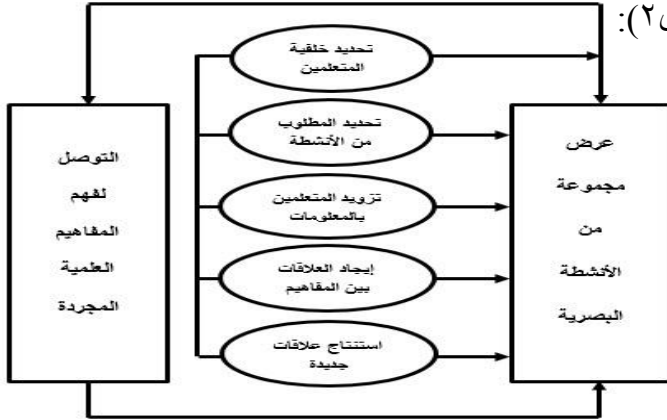 ٢):
تحديد خلفية
المتعلمين
عرض
مجموعة
من
الأنشطة
البصرية
تحديد المطلوب
من الأنشطة
تزويد المتعلمين
بالمعلومات
إيجاد العلاقات
بين المفاهيم
استنتاج علاقات
جديدة
التوصل
لفهم
المفاهيم
العلمية
المجردة